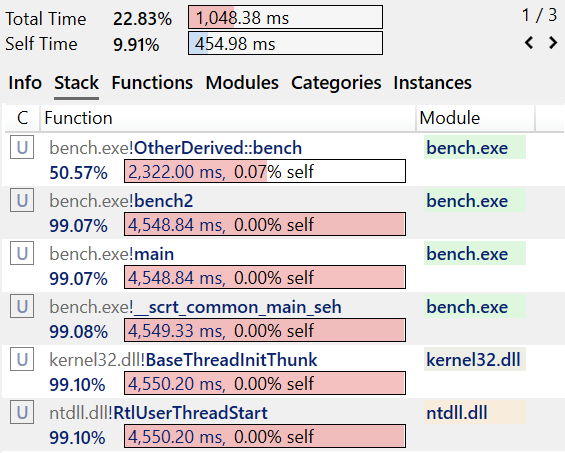 Total Time 22.83% 1,048.38 ms 1 / 3
Self Time 9.91% 454.98 ms
Info Stack Functions Modules Categories Instances
C Function Module
U bench.exe!OtherDerived::bench bench.exe
50.57% 2,322.00 ms, 0.07% self
U bench.exe!bench2 bench.exe
99.07% 4,548.84 ms, 0.00% self
U bench.exe!main bench.exe
99.07% 4,548.84 ms, 0.00% self
U bench.exe!__scrt_common_main_seh bench.exe
99.08% 4,549.33 ms, 0.00% self
U kernel32.dll!BaseThreadInitThunk kernel32.dll
99.10% 4,550.20 ms, 0.00% self
U ntdll.dll!RtlUserThreadStart ntdll.dll
99.10% 4,550.20 ms, 0.00% self